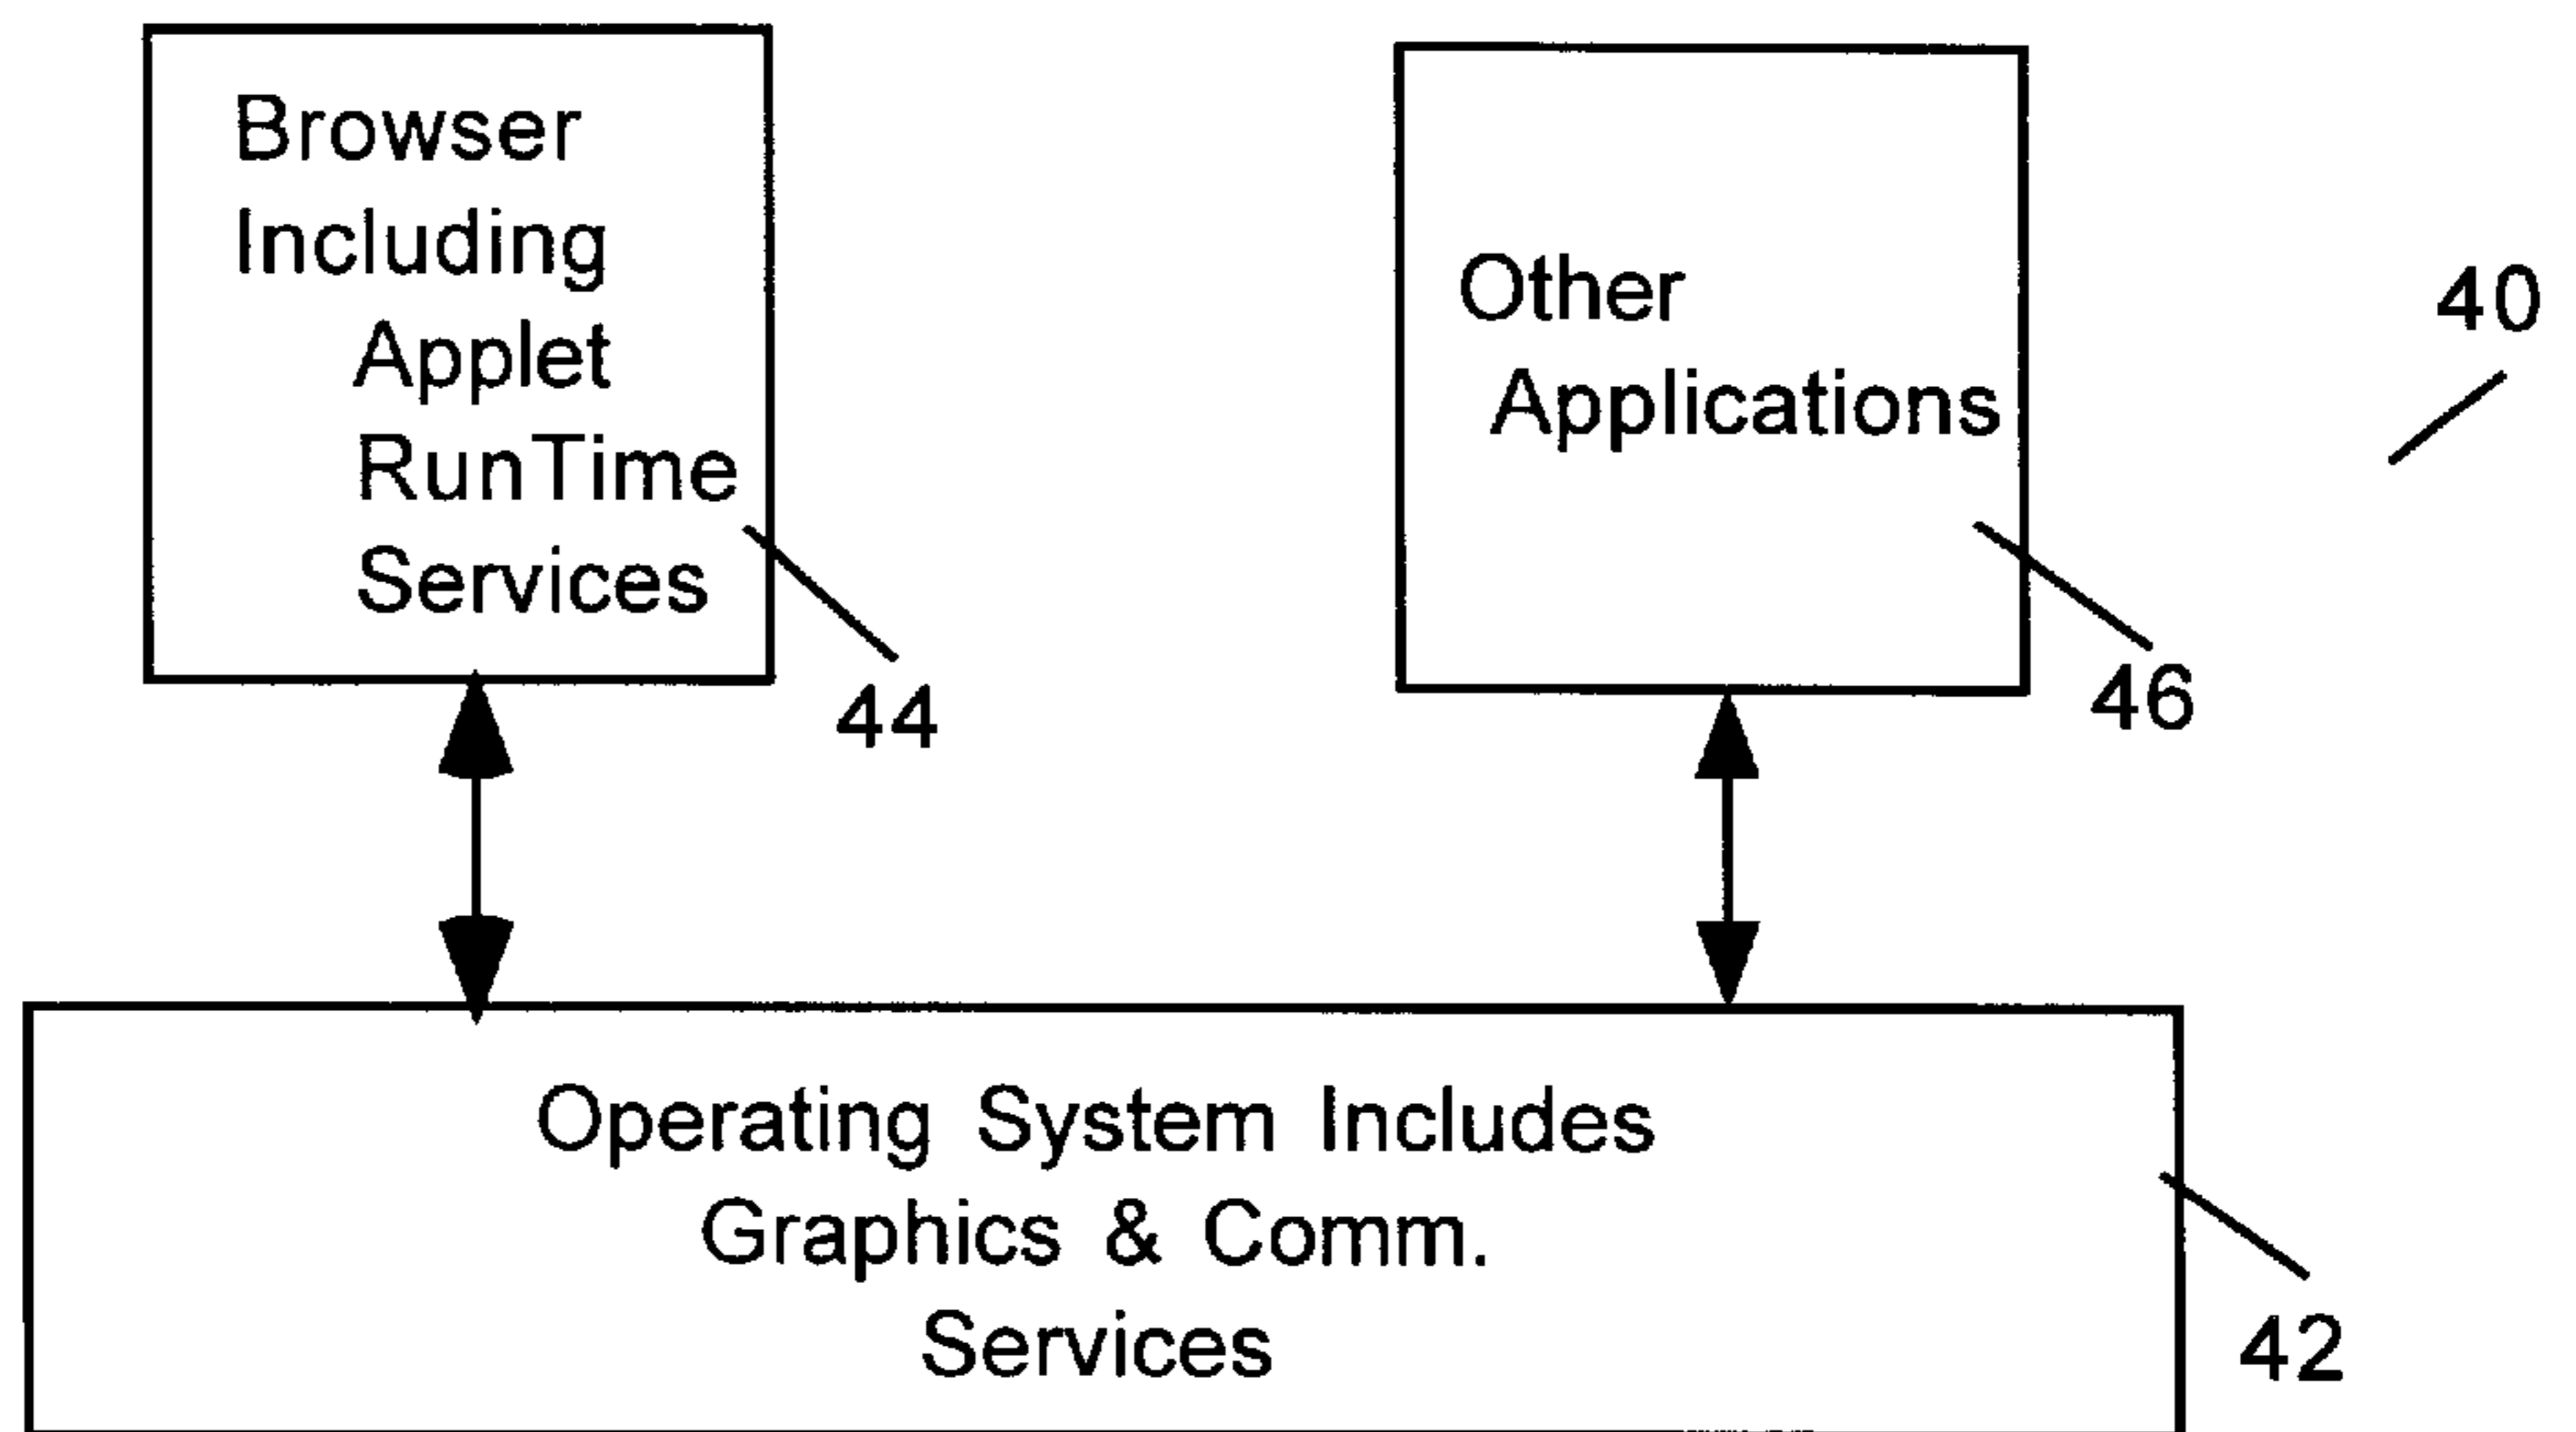 Browser
Including
Applet
RunTime
Services
44
Other
Applications
46
40
Operating System Includes
Graphics & Comm.
Services
42